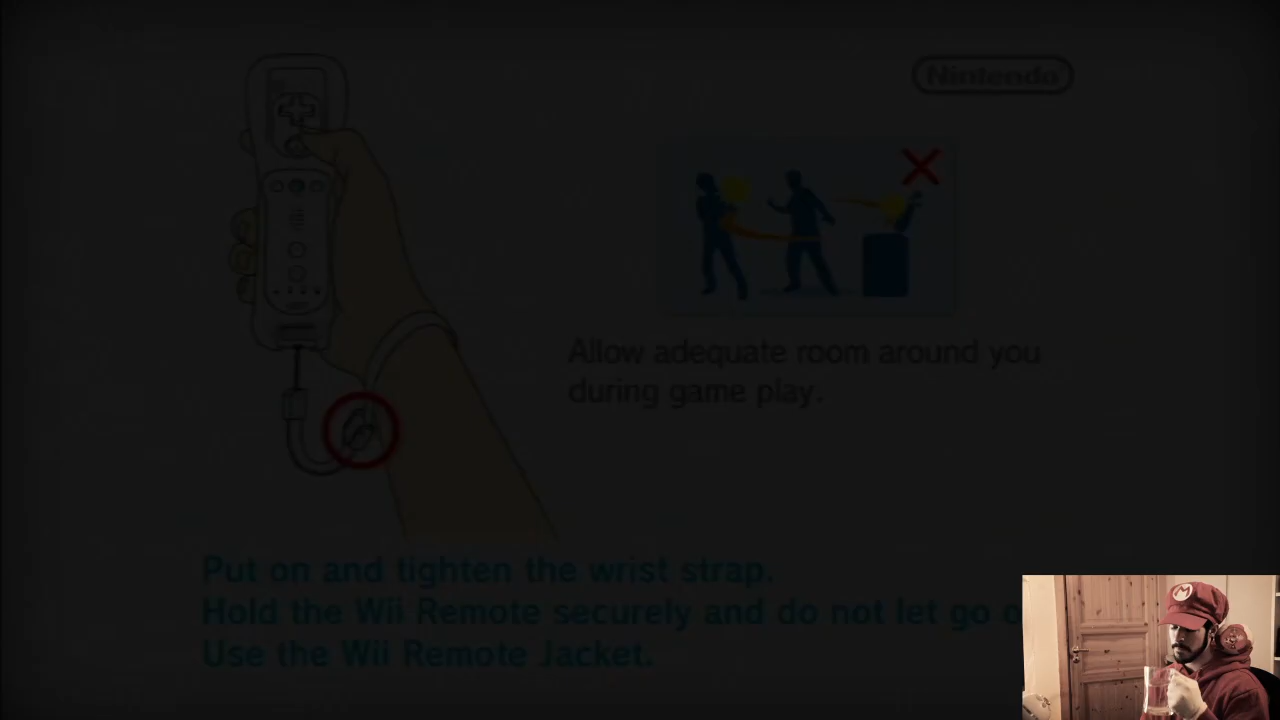 Nintendo
Allow adequate room around you
during game play.
Put on and tighten the wrist strap.
Hold the Wii Remote securely and do not let go
Use the Wii Remote Jacket.
M